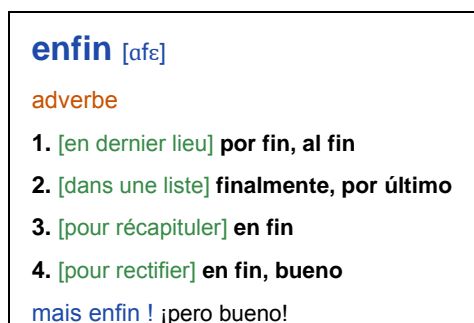 enfin [ɑfɛ]
adverbe
1. [en dernier lieu] por fin, al fin
2. [dans une liste] finalmente, por último
3. [pour récapituler] en fin
4. [pour rectifier] en fin, bueno
mais enfin ! ¡pero bueno!